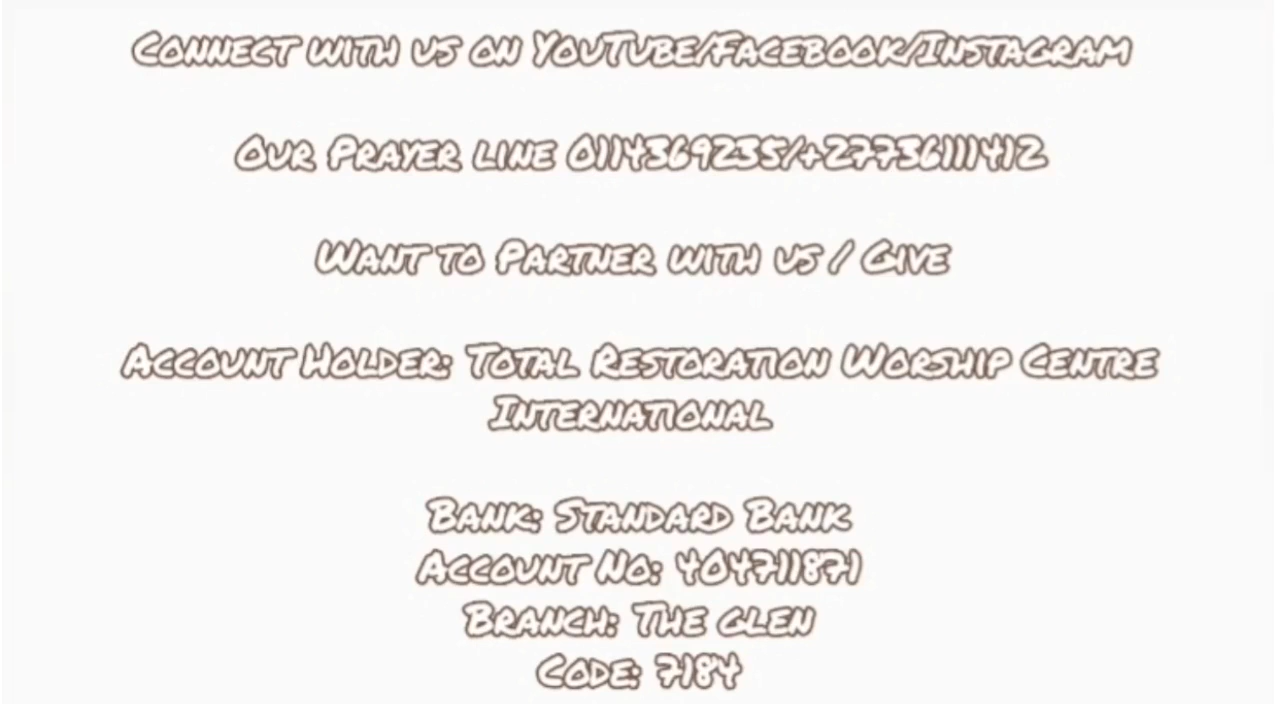 Connect with us on YouTube/Facebook/Instagram
Our Prayer line 0114369235/+27736111412
Want to Partner with us / Give
Account Holder: Total Restoration Worship Centre
International
Bank: Standard Bank
Account No: 404711871
Branch: The glen
Code: 7184